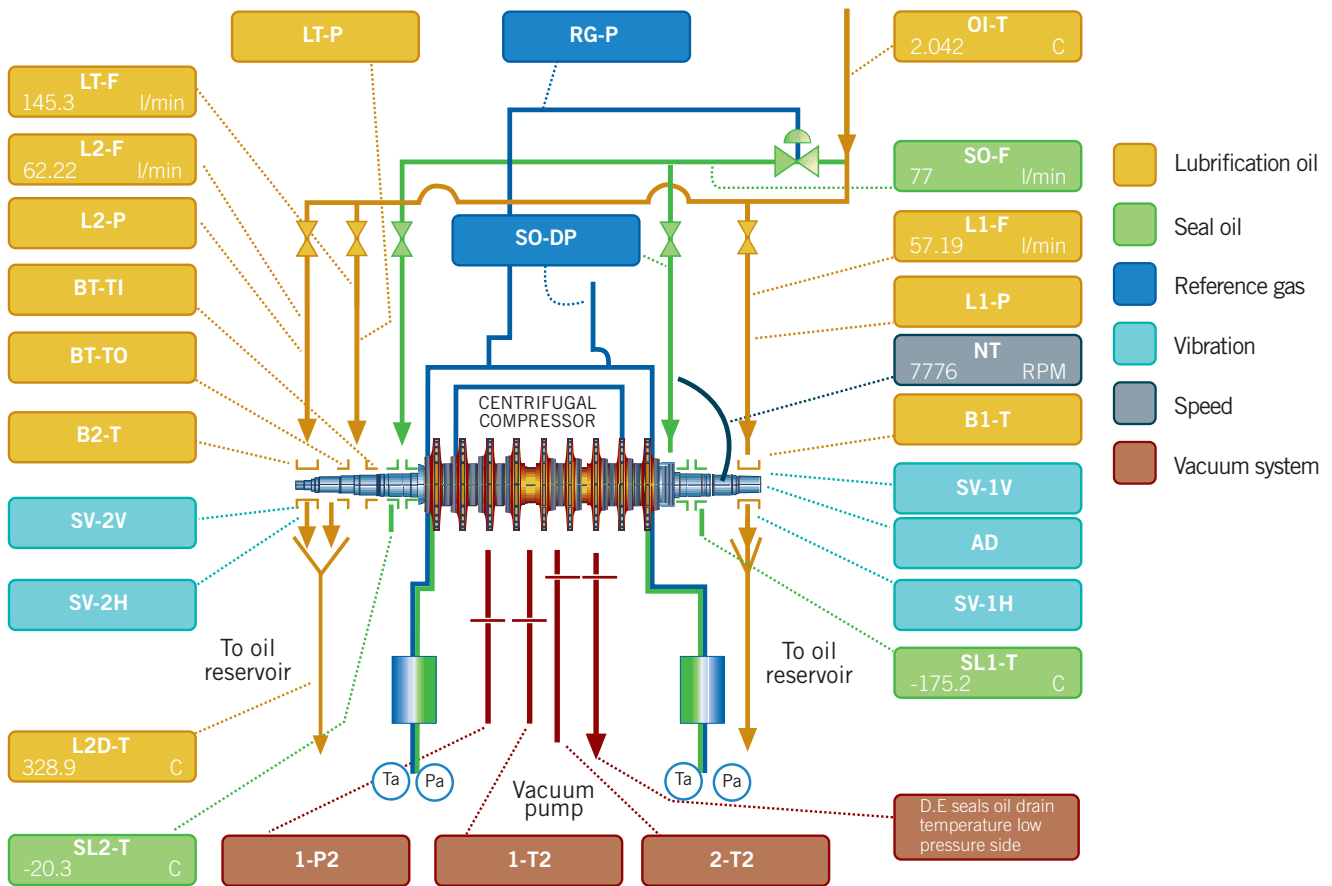 LT-P
RG-P
OI-T
2.042 C
LT-F
145.3 l/min
L2-F
62.22 l/min
L2-P
BT-TI
BT-TO
B2-T
SV-2V
SV-2H
To oil
reservoir
L2D-T
328.9 C
SL2-T
-20.3 C
SO-DP
CENTRIFUGAL
COMPRESSOR
Ta
Pa
Vacuum
pump
Ta
Pa
1-P2
1-T2
2-T2
SO-F
77 l/min
L1-F
57.19 l/min
L1-P
NT
7776 RPM
B1-T
SV-1V
AD
SV-1H
To oil
reservoir
SL1-T
-175.2 C
D.E seals oil drain
temperature low
pressure side
Lubrification oil
Seal oil
Reference gas
Vibration
Speed
Vacuum system